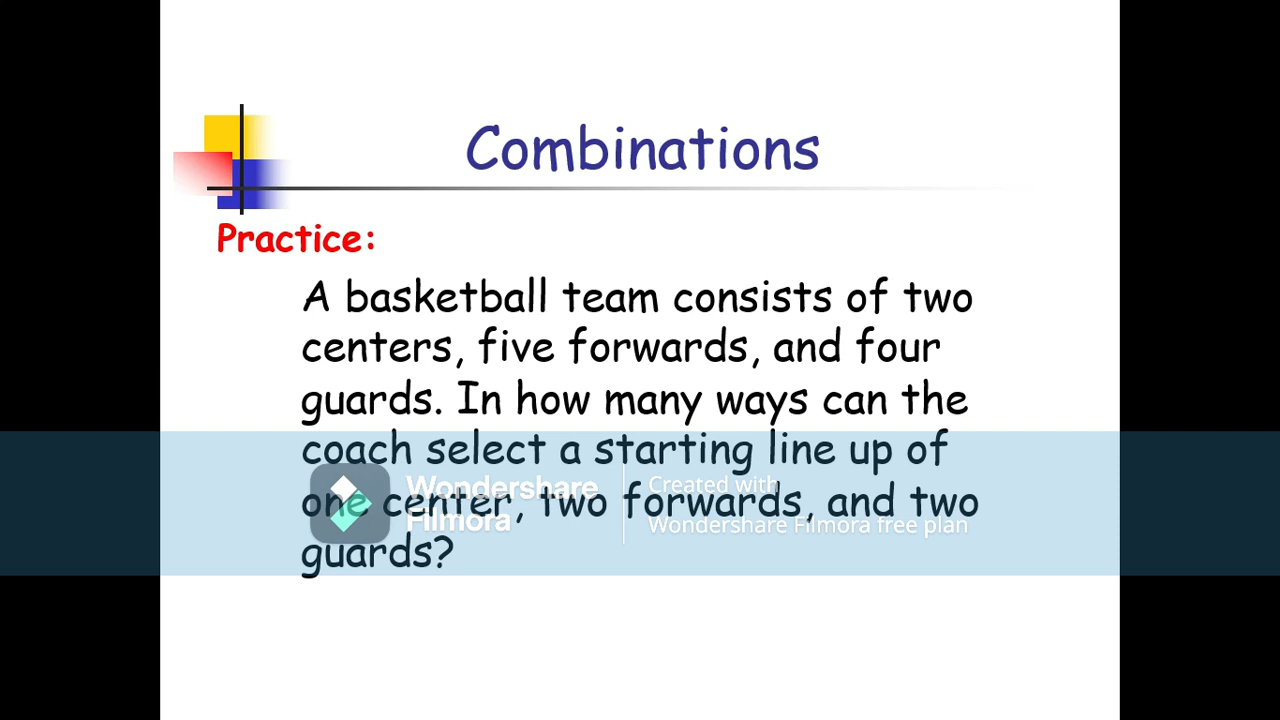 Combinations
Practice:
A basketball team consists of two
centers, five forwards, and four
guards. In how many ways can the
coach select a starting line up of
one center, two forwards, and two
guards?
Wondershare
Filmora
Created with
Wondershare Filmora free plan